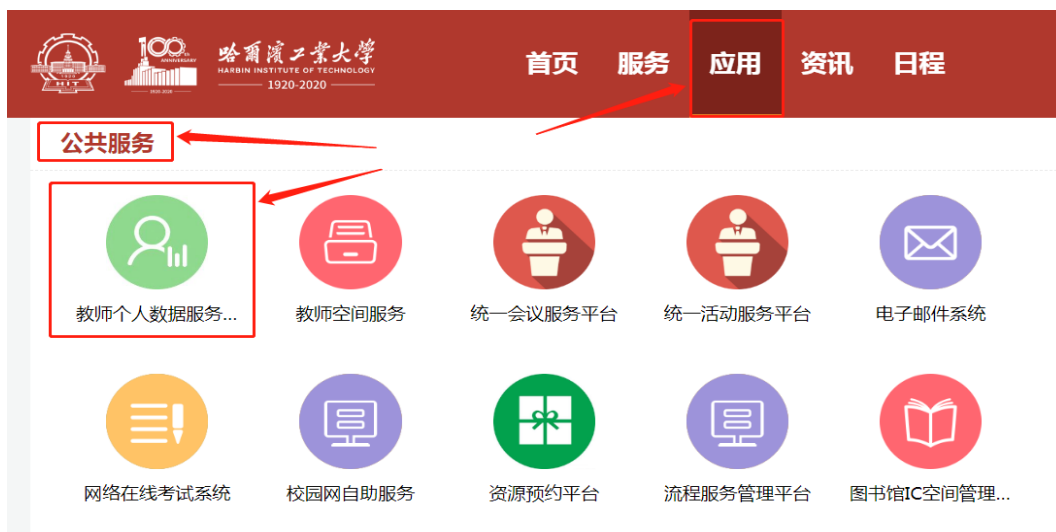 100
ANNIVERSARY
1920-2020
HIT
哈爾濱工業大學
HARBIN INSTITUTE OF TECHNOLOGY
1920-2020
首页 服务 应用 资讯 日程
公共服务
教师个人数据服务... 教师空间服务 统一会议服务平台 统一活动服务平台 电子邮件系统
网络在线考试系统 校园网自助服务 资源预约平台 流程服务管理平台 图书馆IC空间管理...